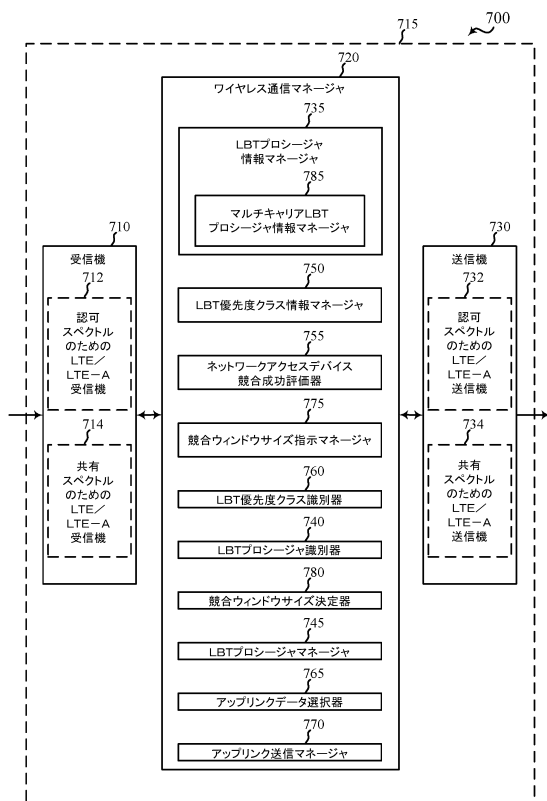 700
715
720
ワイヤレス通信マネージャ
735
LBTプロシージャ
情報マネージャ
785
マルチキャリアLBT
プロシージャ情報マネージャ
710
受信機
712
認可
スペクトル
のための
LTE／
LTE－A
受信機
714
共有
スペクトル
のための
LTE／
LTE－A
受信機
750
LBT優先度クラス情報マネージャ
755
ネットワークアクセスデバイス
競合成功評価器
775
競合ウィンドウサイズ指示マネージャ
760
LBT優先度クラス識別器
740
LBTプロシージャ識別器
780
競合ウィンドウサイズ決定器
745
LBTプロシージャマネージャ
765
アップリンクデータ選択器
770
アップリンク送信マネージャ
730
送信機
732
認可
スペクトル
のための
LTE／
LTE－A
送信機
734
共有
スペクトル
のための
LTE／
LTE－A
送信機